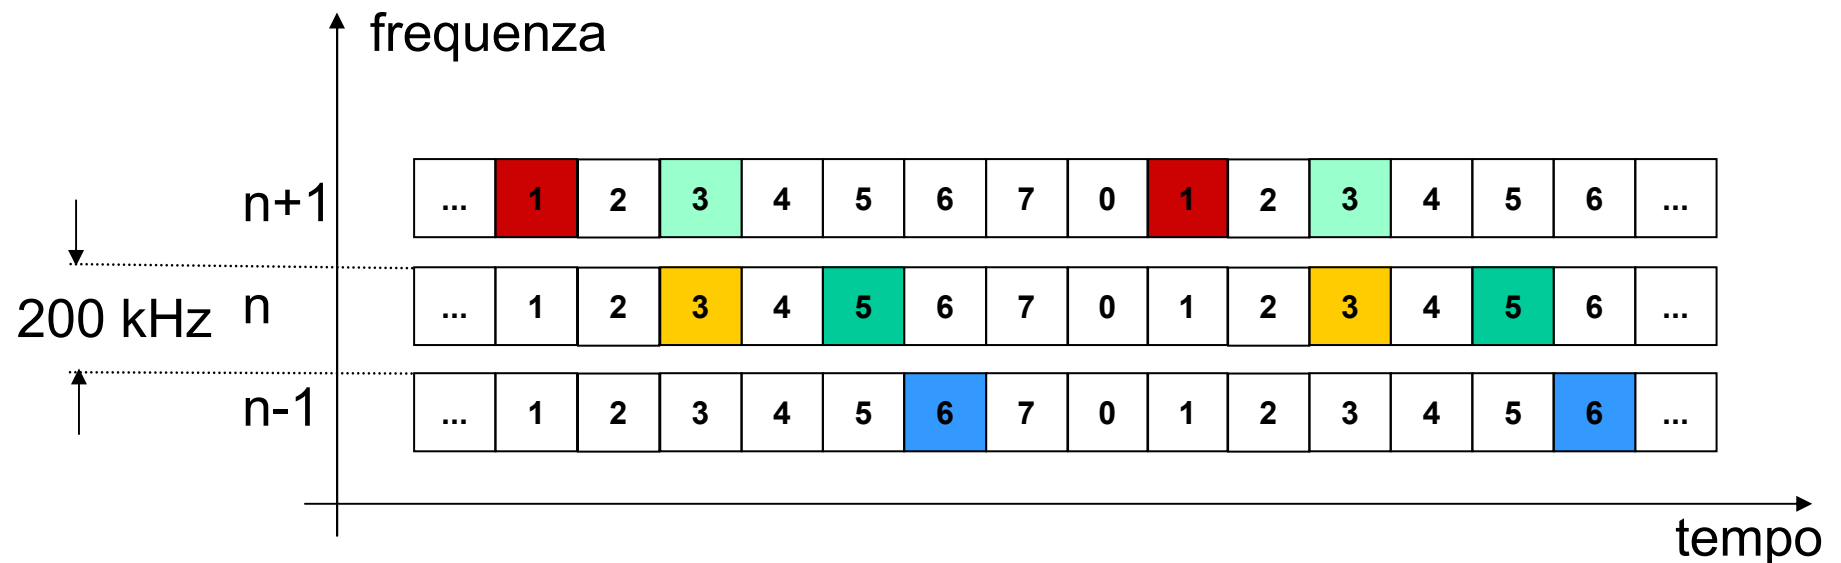 frequenza
n+1 ... 1 2 3 4 5 6 7 0 1 2 3 4 5 6 ...
200 kHz n ... 1 2 3 4 5 6 7 0 1 2 3 4 5 6 ...
n-1 ... 1 2 3 4 5 6 7 0 1 2 3 4 5 6 ...
tempo